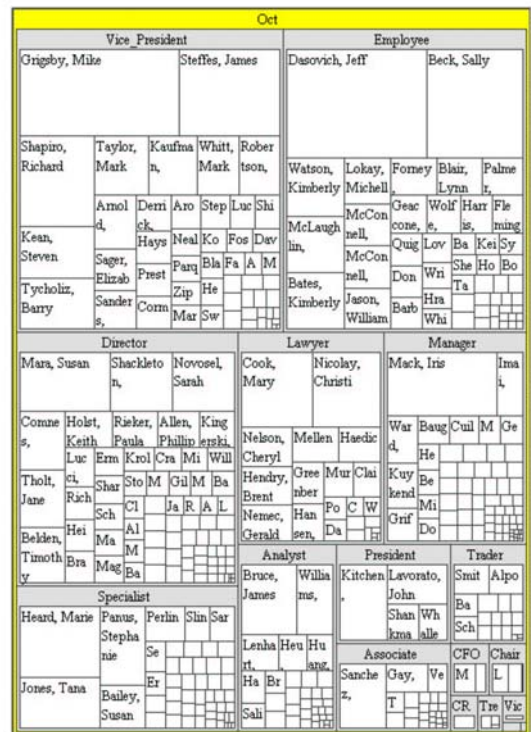 Oct
Vice_President
Grigsby, Mike
Steffes, James
Shapiro,
Richard
Taylor,
Mark
Kaufma
n,
Whitt,
Mark
Rober
tson,
Kean,
Steven
Tycholiz,
Barry
Arnol
d,
Sager,
Elizab
Sander
s,
Derri
ck,
Hays
Prest
Corm
Aro
Neal
Parq
Zip
Mar
Step
Luc
Shi
Ko
Fos
Dav
Bla
Fa
A
M
He
Sw
Employee
Dasovich, Jeff
Beck, Sally
Watson,
Kimberly
Lokay,
Michell
Forney
,
Blair,
Lynn
Palme
r,
McLaugh
lin,
Bates,
Kimberly
McCon
nell,
McCo
nnell,
Jason,
William
Geac
cone,
Wolf
e,
Har
ris,
Fle
ming
Quig
Lov
Ba
Kei
Sy
Don
Wri
She
Ho
Bo
Barb
Hra
Ta
Whi
Director
Mara, Susan
Shackleto
n,
Novosel,
Sarah
Comne
s,
Holst,
Keith
Rieker,
Paula
Allen,
Phillip
King
erski,
Tholt,
Jane
Belden,
Timoth
y
Luc
ci,
Rich
Hei
Bra
Erm
Shar
Sch
Ma
Mag
Krol
Cra
Mi
Will
Sto
M
Gil
M
Ba
Cl
Ja
R
A
L
Al
M
Ba
Lawyer
Cook,
Mary
Nicolay,
Christi
Nelson,
Cheryl
Mellen
Haedic
Hendry,
Brent
Gree
nber
Mur
Clai
Nemec,
Gerald
Han
sen,
Po
C
W
Da
Manager
Mack, Iris
Ima
i,
War
d,
Baug
Cuil
M
Ge
Kuy
kend
Grif
He
Be
Mi
Do
Specialist
Heard, Marie
Panus,
Stepha
nie
Perlin
Slin
Sar
Se
Er
Jones, Tana
Bailey,
Susan
Analyst
Bruce,
James
Willia
ms,
Lenha
rt,
Heu
,
Hu
ang,
Ha
Br
Sali
President
Kitchen
,
Lavorato,
John
Shan
kma
Wh
alle
Trader
Smit
Alpo
Ba
Sch
Associate
Sanche
z,
Gay,
Ve
T
CFO
M
Chair
L
CR
Tre
Vic